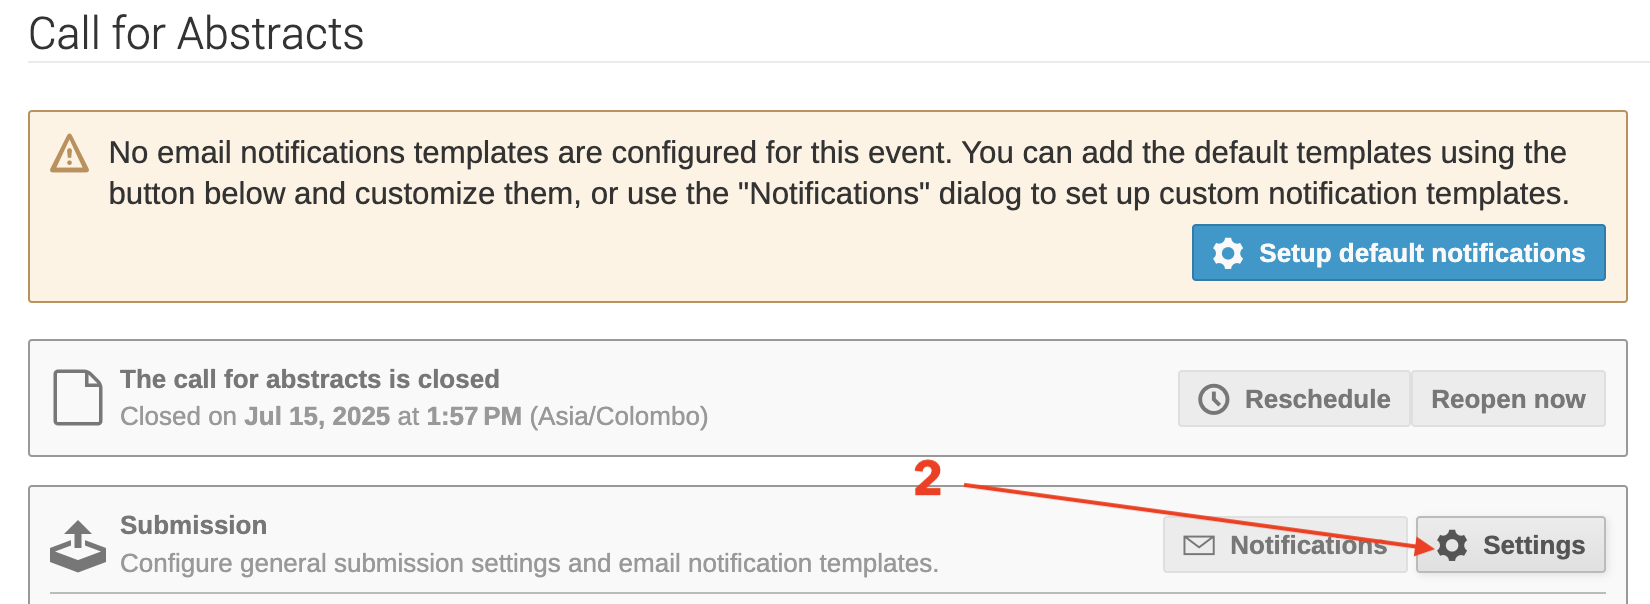 Call for Abstracts
No email notifications templates are configured for this event. You can add the default templates using the
button below and customize them, or use the "Notifications" dialog to set up custom notification templates.
Setup default notifications
The call for abstracts is closed
Closed on Jul 15, 2025 at 1:57 PM (Asia/Colombo)
Reschedule
Reopen now
2
Submission
Configure general submission settings and email notification templates.
Notifications
Settings